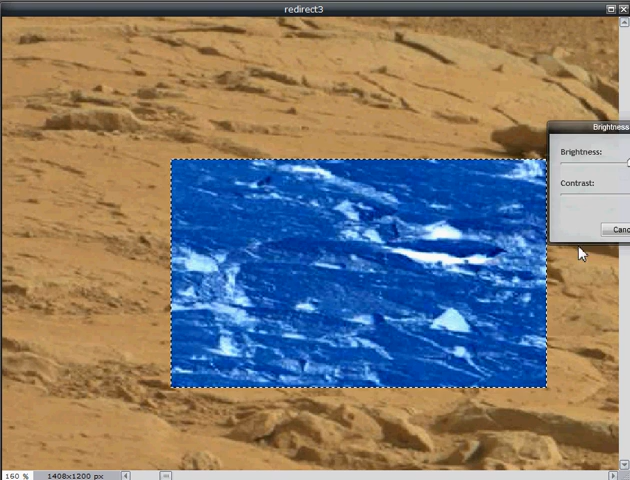 redirect3
Brightness
Brightness:
Contrast:
Canc
160 %
1408x1200 px